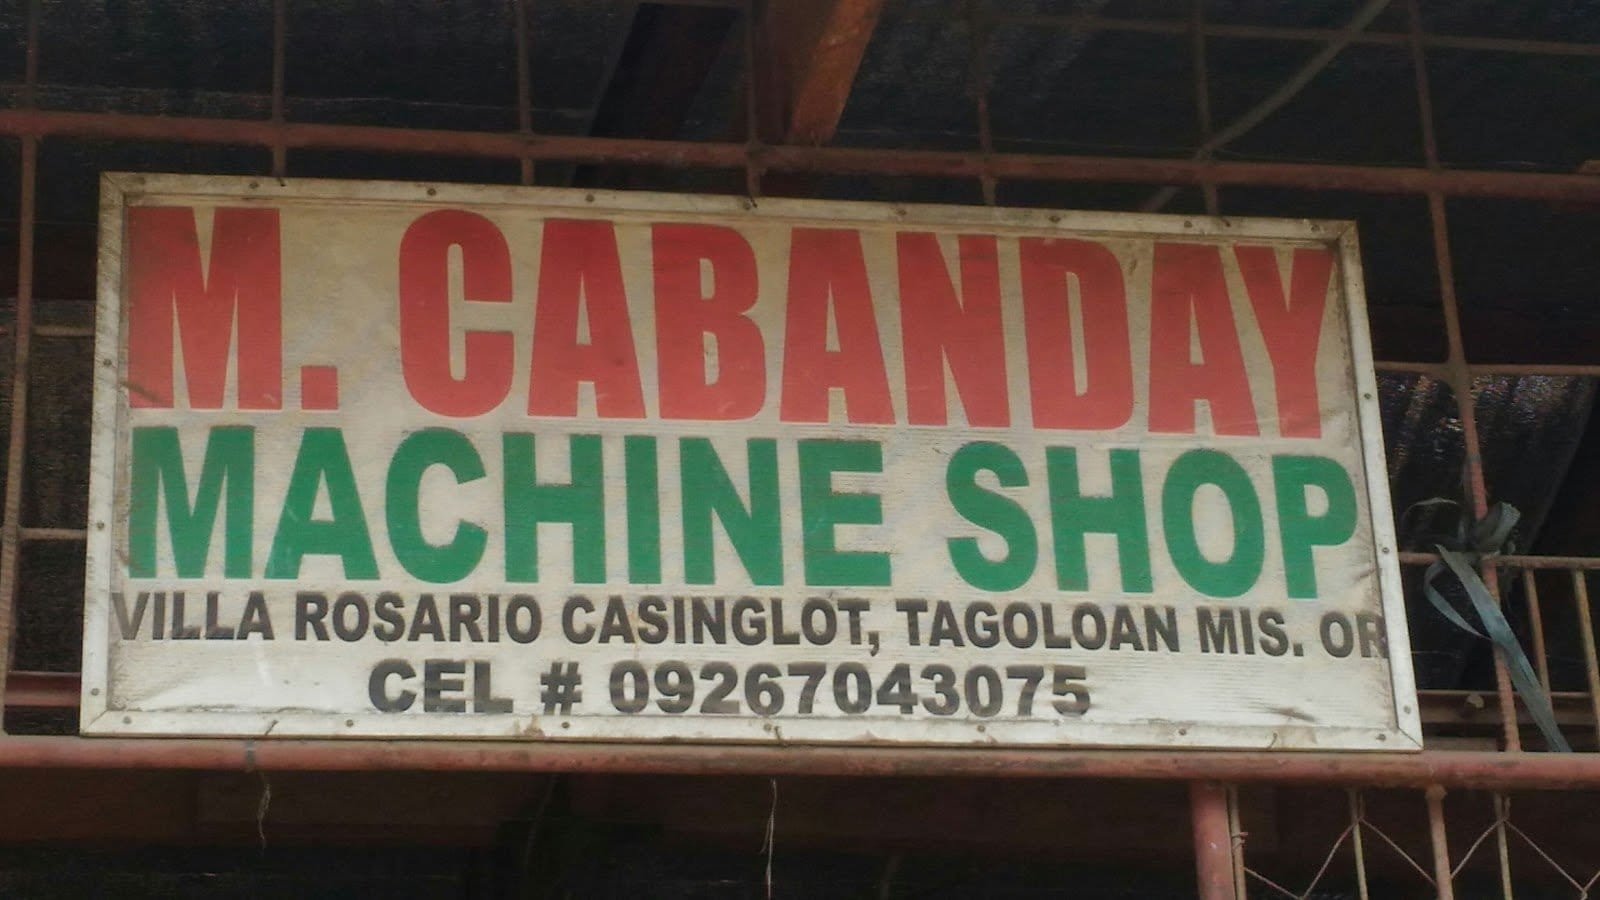 M. CABANDAY
MACHINE SHOP
VILLA ROSARIO CASINGLOT, TAGOLOAN MIS. OR
CEL # 09267043075